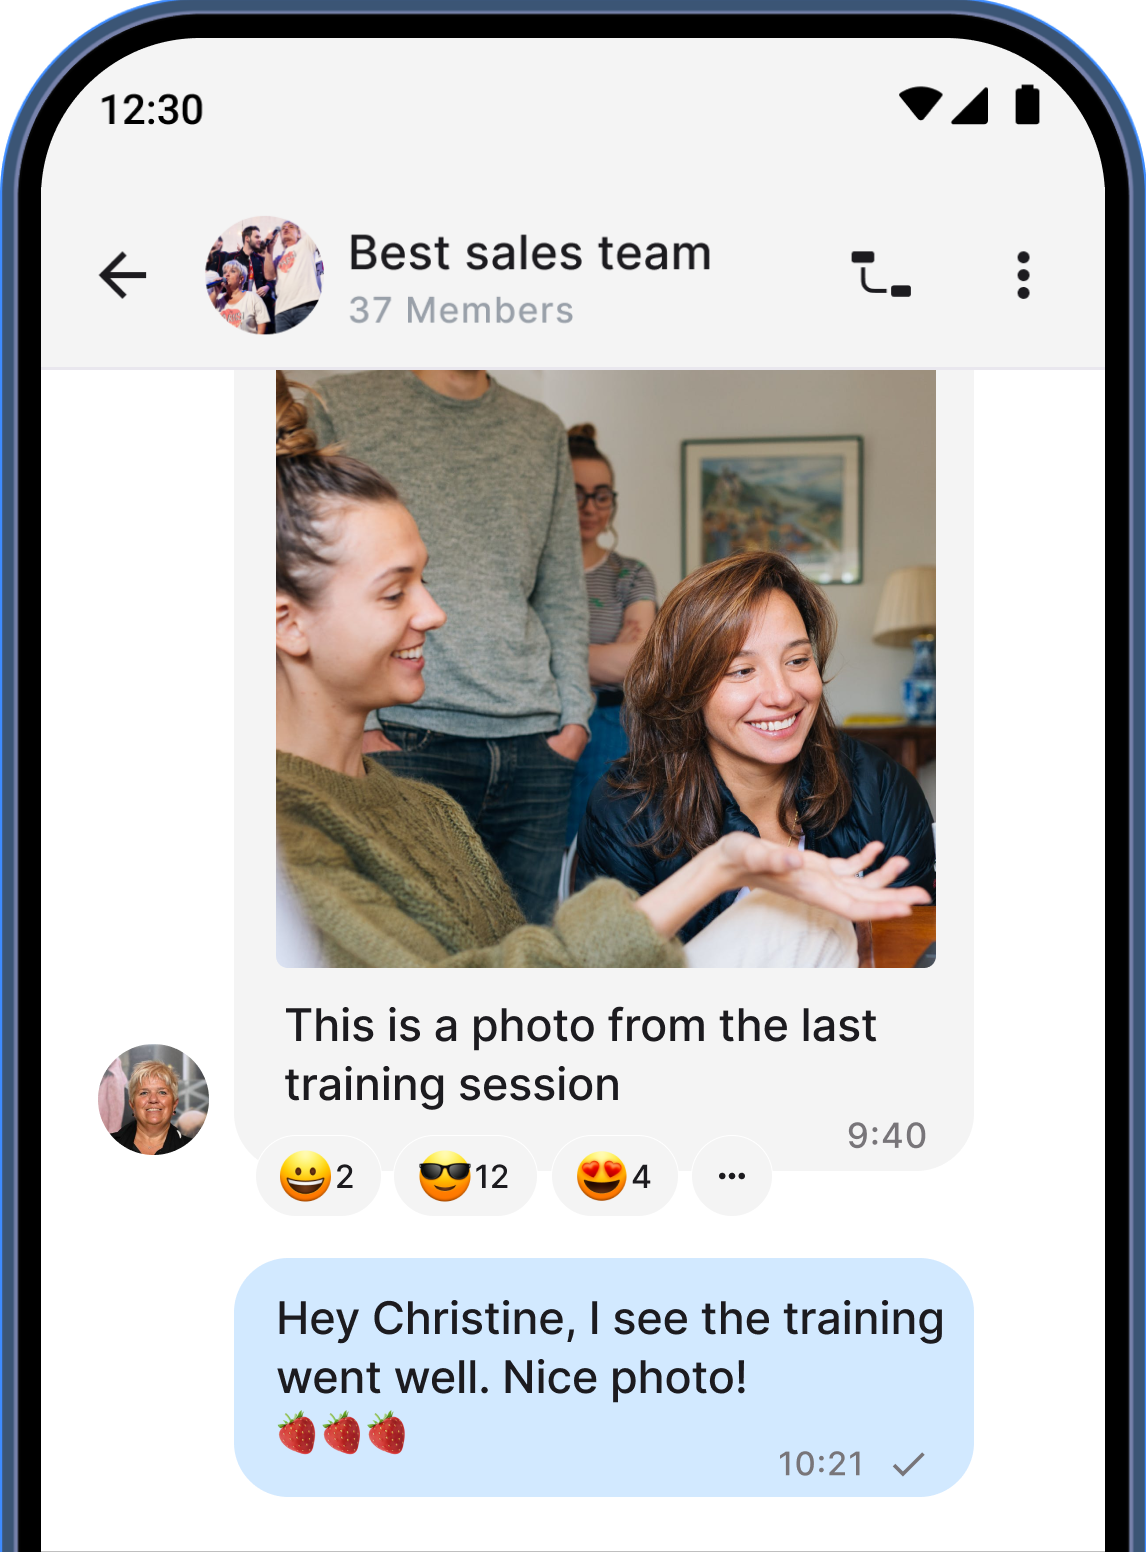 12:30
Best sales team
37 Members
This is a photo from the last
training session
9:40
😀2 😎12 😍4 •••
Hey Christine, I see the training
went well. Nice photo!
🍓🍓🍓
10:21